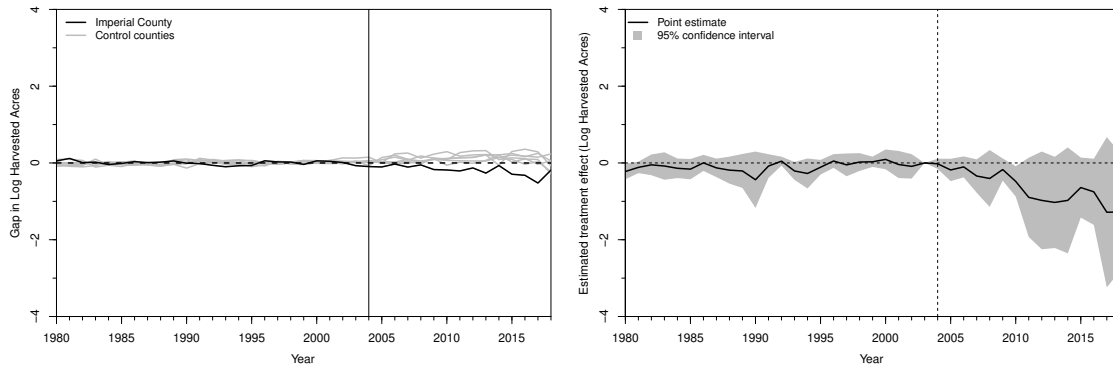 4
2
0
−2
−4
Gap in Log Harvested Acres
Imperial County
Control counties
1980 1985 1990 1995 2000 2005 2010 2015
Year
4
2
0
−2
−4
Estimated treatment effect (Log Harvested Acres)
Point estimate
95% confidence interval
1980 1985 1990 1995 2000 2005 2010 2015
Year